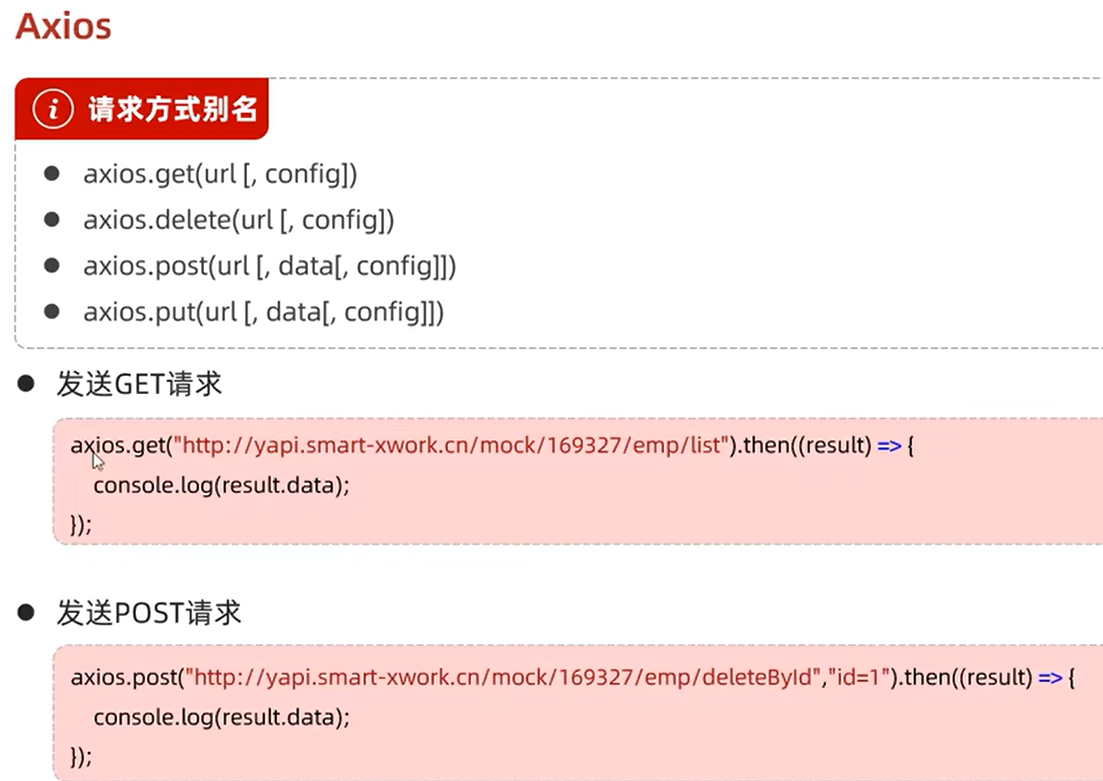 Axios
请求方式别名
axios.get(url [, config])
axios.delete(url [, config])
axios.post(url [, data[, config]])
axios.put(url [, data[, config]])
发送GET请求
axios.get("http://yapi.smart-xwork.cn/mock/169327/emp/list").then((result) => {
console.log(result.data);
});
发送POST请求
axios.post("http://yapi.smart-xwork.cn/mock/169327/emp/deleteById","id=1").then((result) => {
console.log(result.data);
});